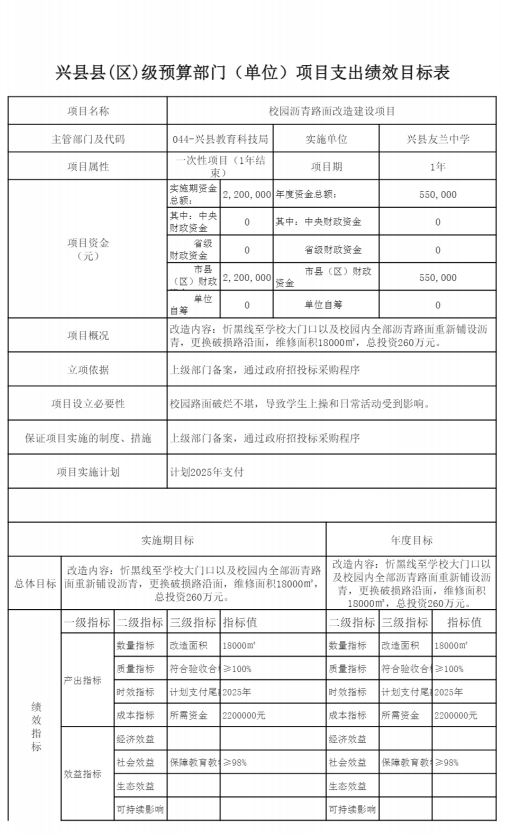 兴县县(区)级预算部门（单位）项目支出绩效目标表
项目名称 校园沥青路面改造建设项目
主管部门及代码 044-兴县教育科技局 实施单位 兴县友兰中学
项目属性 一次性项目（1年结
束） 项目期 1年
项目资金
（元）
实施期资金
总额： 2,200,000 年度资金总额： 550,000
其中：中央
财政资金 0 其中：中央财政资金 0
省级
财政资金 0 省级财政资金 0
市县
（区）财政 2,200,000 市县（区）财政
资金 550,000
单位
自筹 0 单位自筹 0
项目概况 改造内容：忻黑线至学校大门口以及校园内全部沥青路面重新铺设沥
青，更换破损路沿面，维修面积18000㎡，总投资260万元。
立项依据 上级部门备案，通过政府招投标采购程序
项目设立必要性 校园路面破烂不堪，导致学生上操和日常活动受到影响。
保证项目实施的制度、措施 上级部门备案，通过政府招投标采购程序
项目实施计划 计划2025年支付
实施期目标 年度目标
总体目标
改造内容：忻黑线至学校大门口以及校园内全部沥青路
面重新铺设沥青，更换破损路沿面，维修面积18000㎡，
总投资260万元。
改造内容：忻黑线至学校大门口以
及校园内全部沥青路面重新铺设沥
青，更换破损路沿面，维修面积
18000㎡，总投资260万元。
绩
效
指
标
一级指标 二级指标 三级指标 指标值 二级指标 三级指标 指标值
产出指标
数量指标 改造面积 18000㎡ 数量指标 改造面积 18000㎡
质量指标 符合验收合 ≥100% 质量指标 符合验收合 ≥100%
时效指标 计划支付尾 2025年 时效指标 计划支付尾 2025年
成本指标 所需资金 2200000元 成本指标 所需资金 2200000元
效益指标
经济效益 经济效益
社会效益 保障教育教 ≥98% 社会效益 保障教育教 ≥98%
生态效益 生态效益
可持续影响 可持续影响